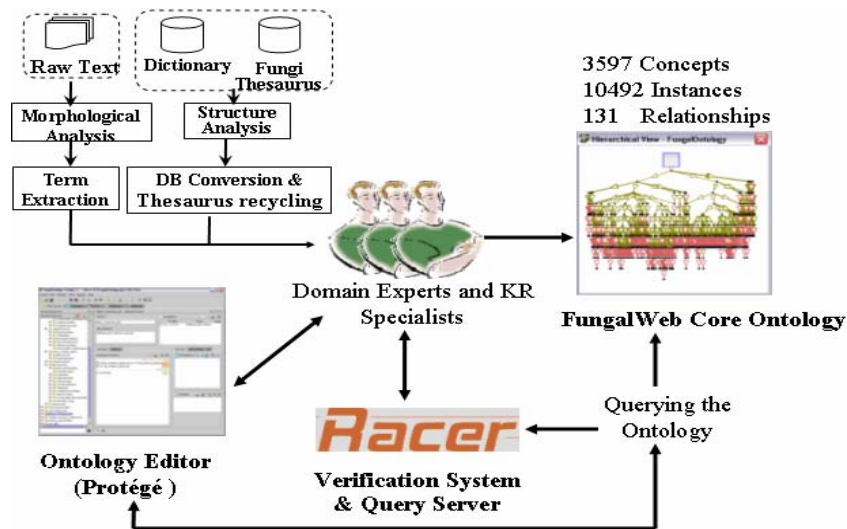 Raw Text
Dictionary
Fungi
Thesaurus
Morphological
Analysis
Structure
Analysis
Term
Extraction
DB Conversion &
Thesaurus recycling
3597 Concepts
10492 Instances
131 Relationships
Hierarchical View - FungalOntology
Domain Experts and KR
Specialists
FungalWeb Core Ontology
Ontology Editor
(Protégé )
Racer
Verification System
& Query Server
Querying the
Ontology